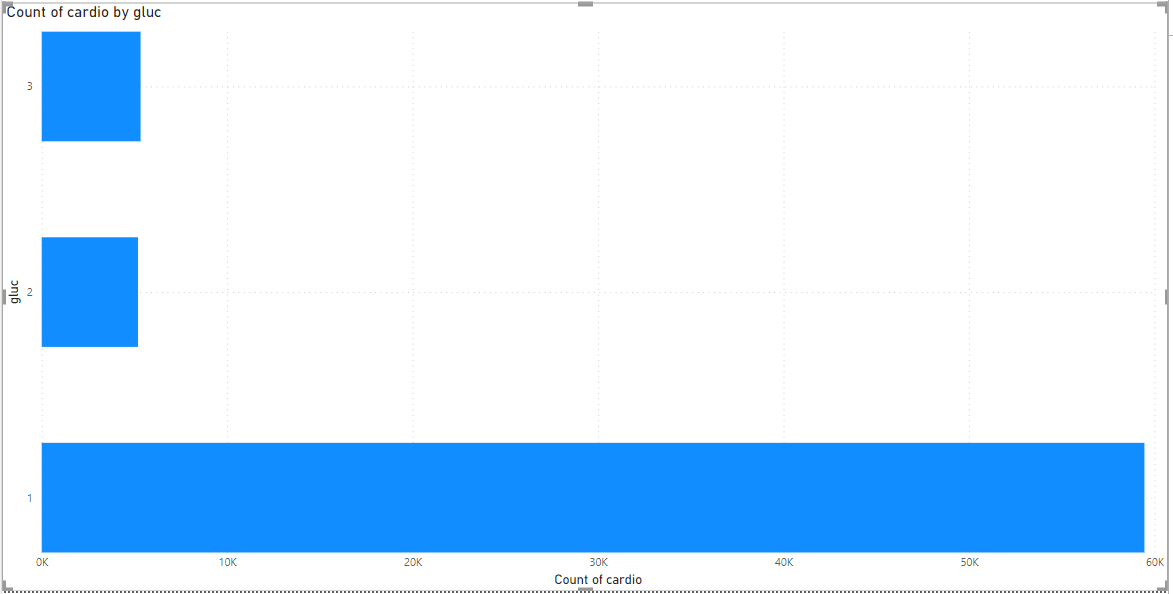 Count of cardio by gluc
3
2
1
gluc
0K 10K 20K 30K 40K 50K 60K
Count of cardio